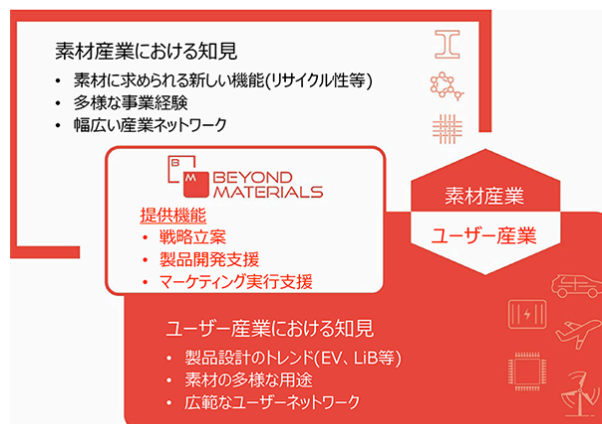 素材産業における知見
• 素材に求められる新しい機能(リサイクル性等)
• 多様な事業経験
• 幅広い産業ネットワーク
B
M
BEYOND
MATERIALS
提供機能
• 戦略立案
• 製品開発支援
• マーケティング実行支援
素材産業
ユーザー産業
ユーザー産業における知見
• 製品設計のトレンド(EV、LiB等)
• 素材の多様な用途
• 広範なユーザーネットワーク